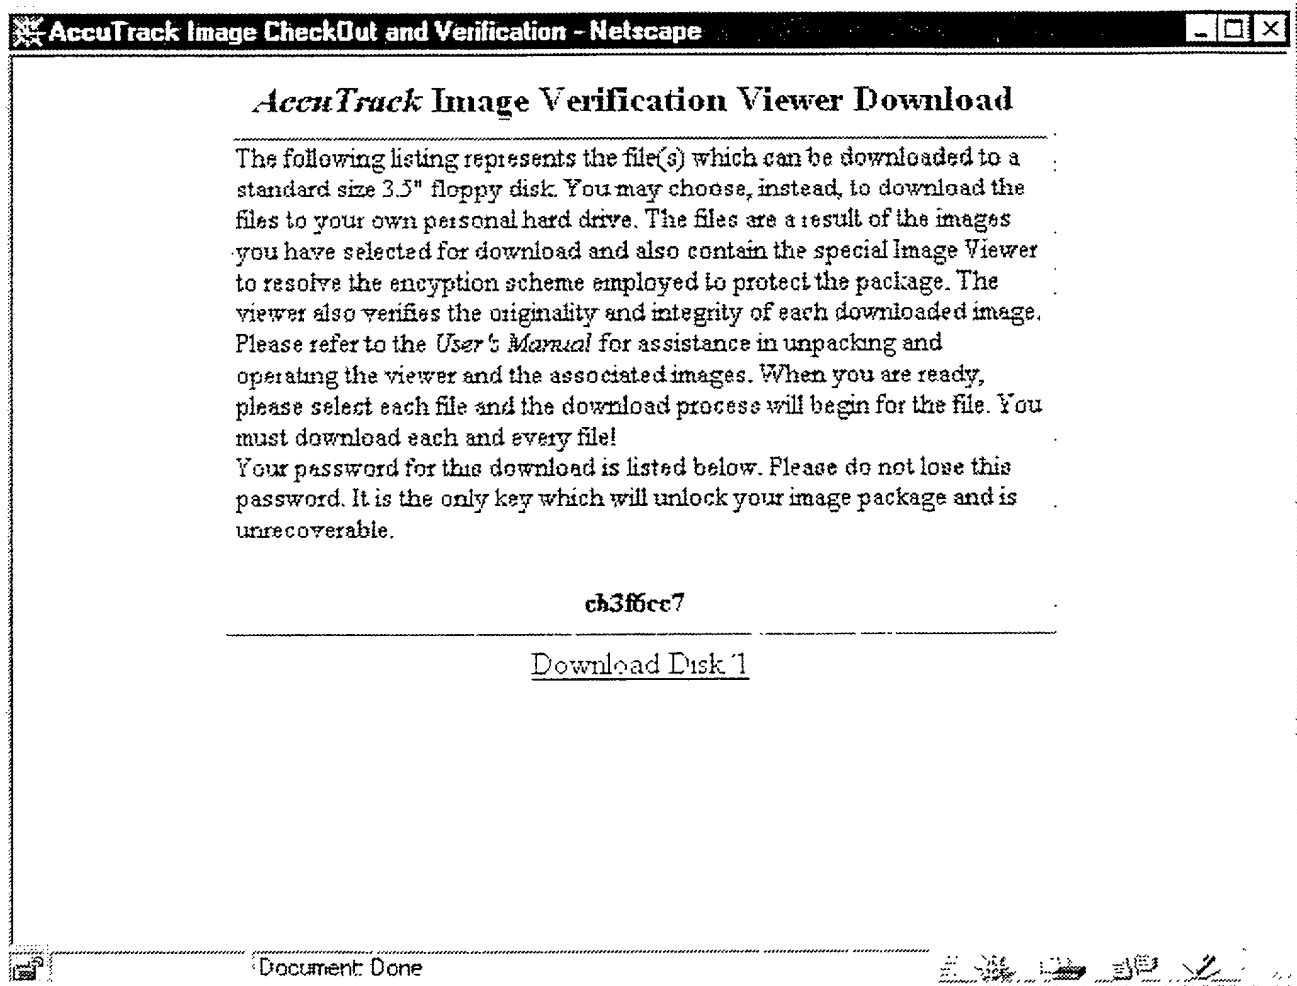 AccuTrack Image CheckOut and Verification - Netscape
AccuTrack Image Verification Viewer Download
The following listing represents the file(s) which can be downloaded to a
standard size 3.5" floppy disk. You may choose, instead, to download the
files to your own personal hard drive. The files are a result of the images
you have selected for download and also contain the special Image Viewer
to resolve the encyption scheme employed to protect the package. The
viewer also verifies the originality and integrity of each downloaded image.
Please refer to the User's Manual for assistance in unpacking and
operating the viewer and the associated images. When you are ready,
please select each file and the download process will begin for the file. You
must download each and every file!
Your password for this download is listed below. Please do not lose this
password. It is the only key which will unlock your image package and is
unrecoverable.
cb3f6cc7
Download Disk 1
Document: Done